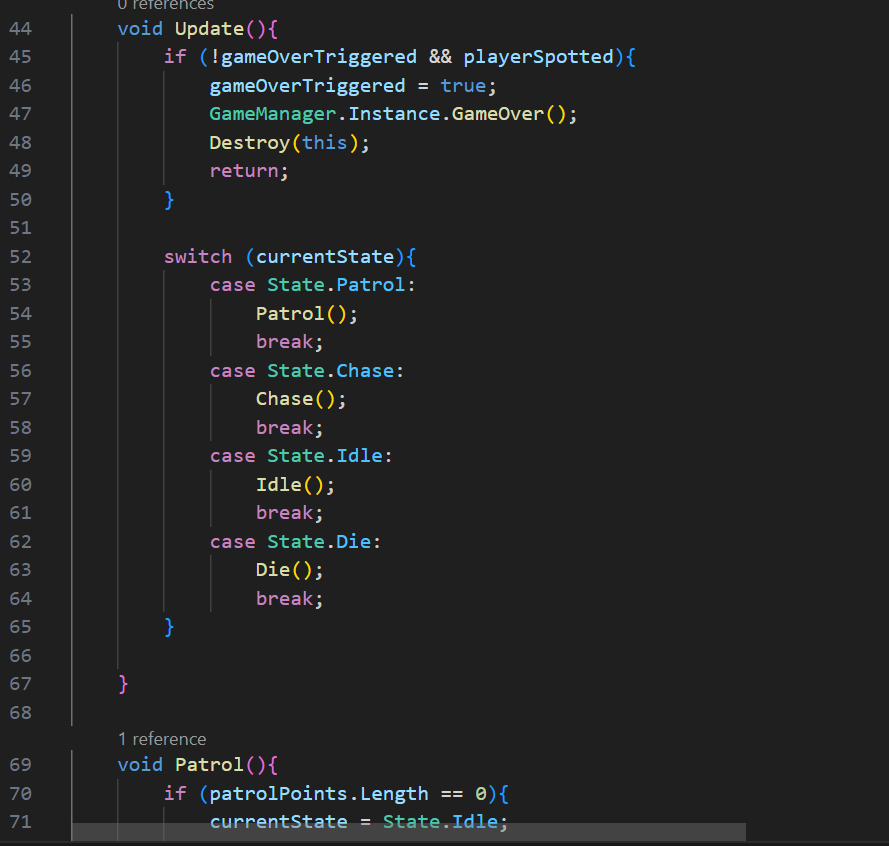 0 references
44 void Update(){
45 if (!gameOverTriggered && playerSpotted){
46 gameOverTriggered = true;
47 GameManager.Instance.GameOver();
48 Destroy(this);
49 return;
50 }
51
52 switch (currentState){
53 case State.Patrol:
54 Patrol();
55 break;
56 case State.Chase:
57 Chase();
58 break;
59 case State.Idle:
60 Idle();
61 break;
62 case State.Die:
63 Die();
64 break;
65 }
66
67 }
68
1 reference
69 void Patrol(){
70 if (patrolPoints.Length == 0){
71 currentState = State.Idle;